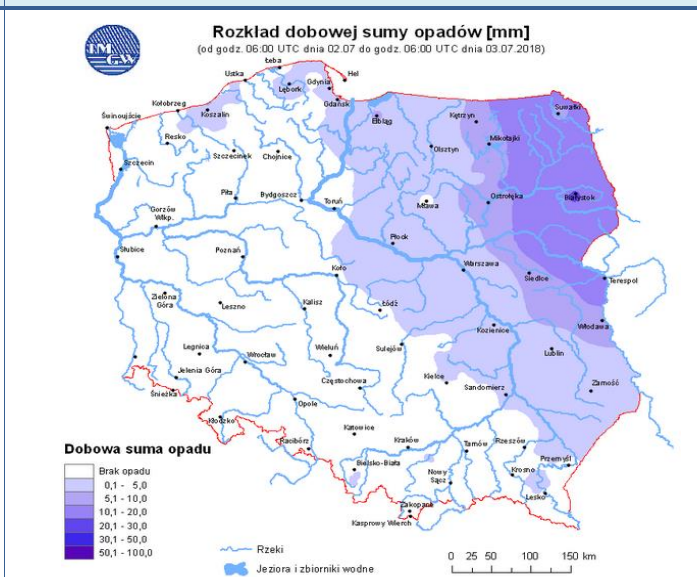 Rozkład dobowej sumy opadów [mm]
(od godz. 06:00 UTC dnia 02.07 do godz. 06:00 UTC dnia 03.07.2018)
IM
GW
Łeba
Hel
Ustka
Gdynia
Lębork
Gdańsk
Kołobrzeg
Koszalin
Świnoujście
Resko
Elbląg
Kętrzyn
Suwałki
Mikołajki
Olsztyn
Szczecin
Szczecinek
Chojnice
Piła
Bydgoszcz
Toruń
Mława
Ostrołęka
Białystok
Gorzów
Wlkp.
Płock
Słubice
Poznań
Koło
Warszawa
Siedlce
Terespol
Zielona
Góra
Leszno
Kalisz
Łódź
Kozienice
Włodawa
Legnica
Wrocław
Wieluń
Sulejów
Lublin
Jelenia Góra
Śnieżka
Częstochowa
Kielce
Sandomierz
Zamość
Opole
Kłodzko
Racibórz
Katowice
Kraków
Tarnów
Rzeszów
Przemyśl
Bielsko-Biała
Nowy
Sącz
Krosno
Lesko
Zakopane
Kasprowy Wierch
Dobowa suma opadu
Brak opadu
0,1 - 5,0
5,1 - 10,0
10,1 - 20,0
20,1 - 30,0
30,1 - 50,0
50,1 - 100,0
Rzeki
Jeziora i zbiorniki wodne
0 25 50 100 150 km